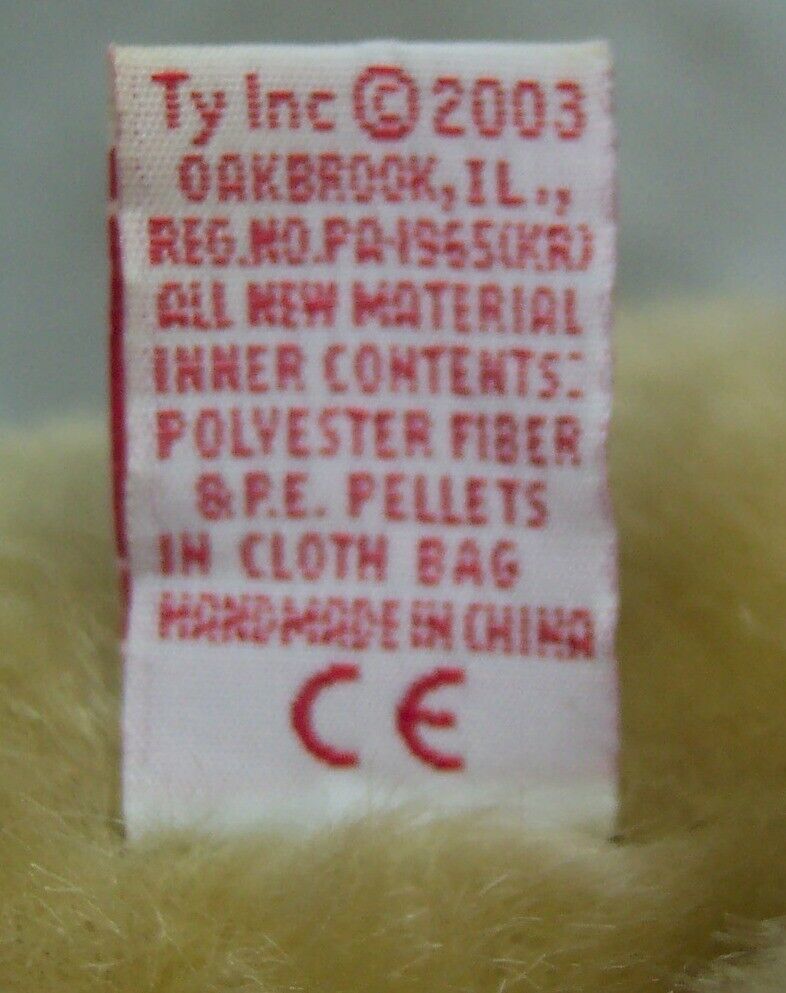 Ty Inc © 2003
OAKBROOK, IL.,
REG.NO.PA-1965(KR)
ALL NEW MATERIAL
INNER CONTENTS:
POLYESTER FIBER
& P.E. PELLETS
IN CLOTH BAG
HANDMADE IN CHINA
CE